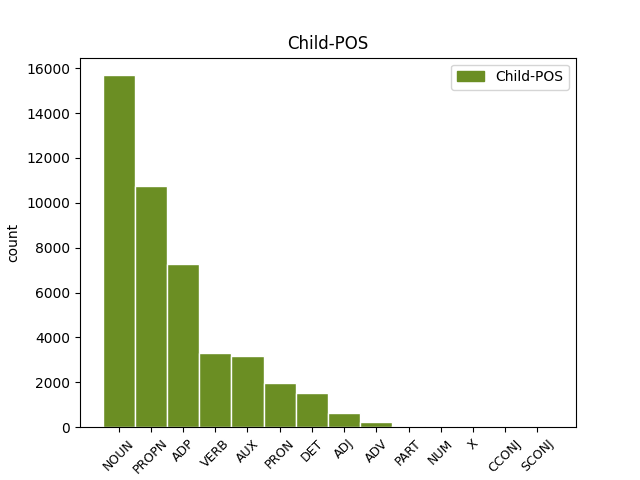 Child-POS
Child-POS
count
16000
14000
12000
10000
8000
6000
4000
2000
0
NOUN PROPN ADP VERB AUX PRON DET ADJ ADV PART NUM X CCONJ SCONJ